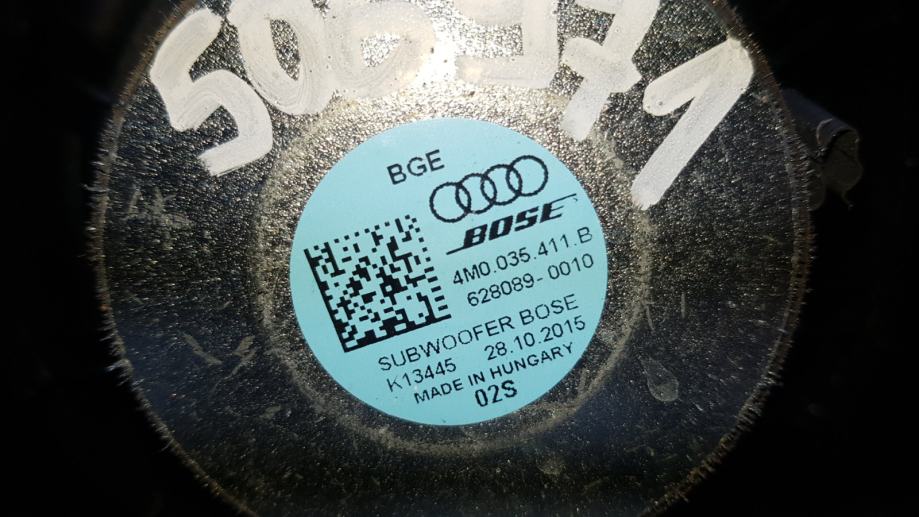 BGE
BOSE
4M0.035.411.B
628089-0010
SUBWOOFER BOSE
K13445 28.10.2015
MADE IN HUNGARY
02S